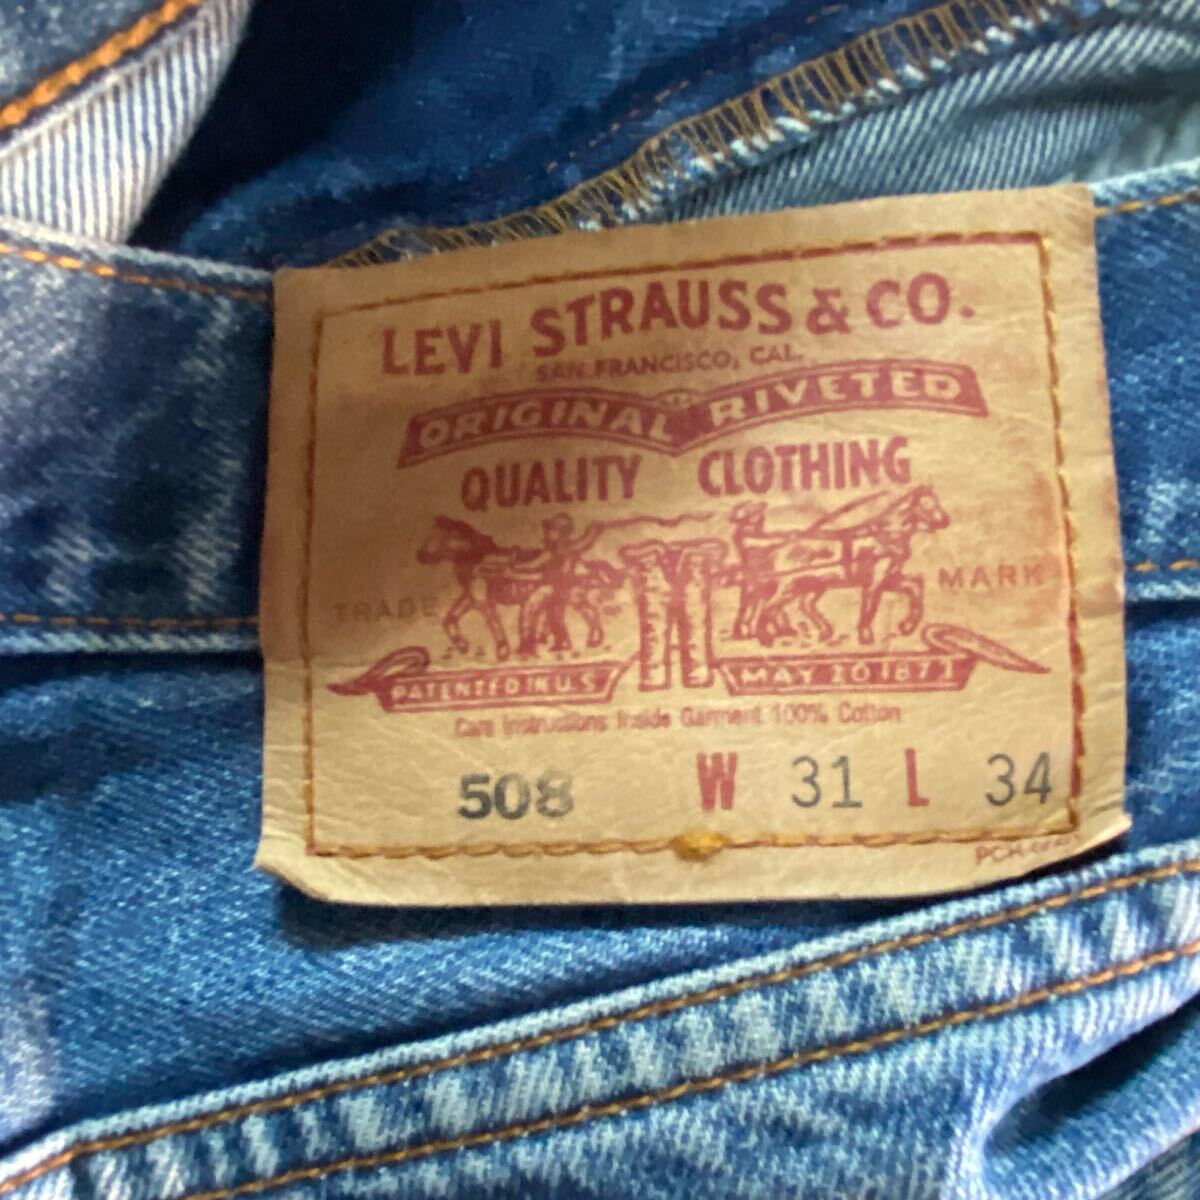 LEVI STRAUSS & CO.
SAN FRANCISCO, CAL.
ORIGINAL RIVETED
QUALITY CLOTHING
TRADE MARK
PATENTED IN U.S. MAY 20 1873
Care Instructions Inside Garment 100% Cotton
508 W 31 L 34